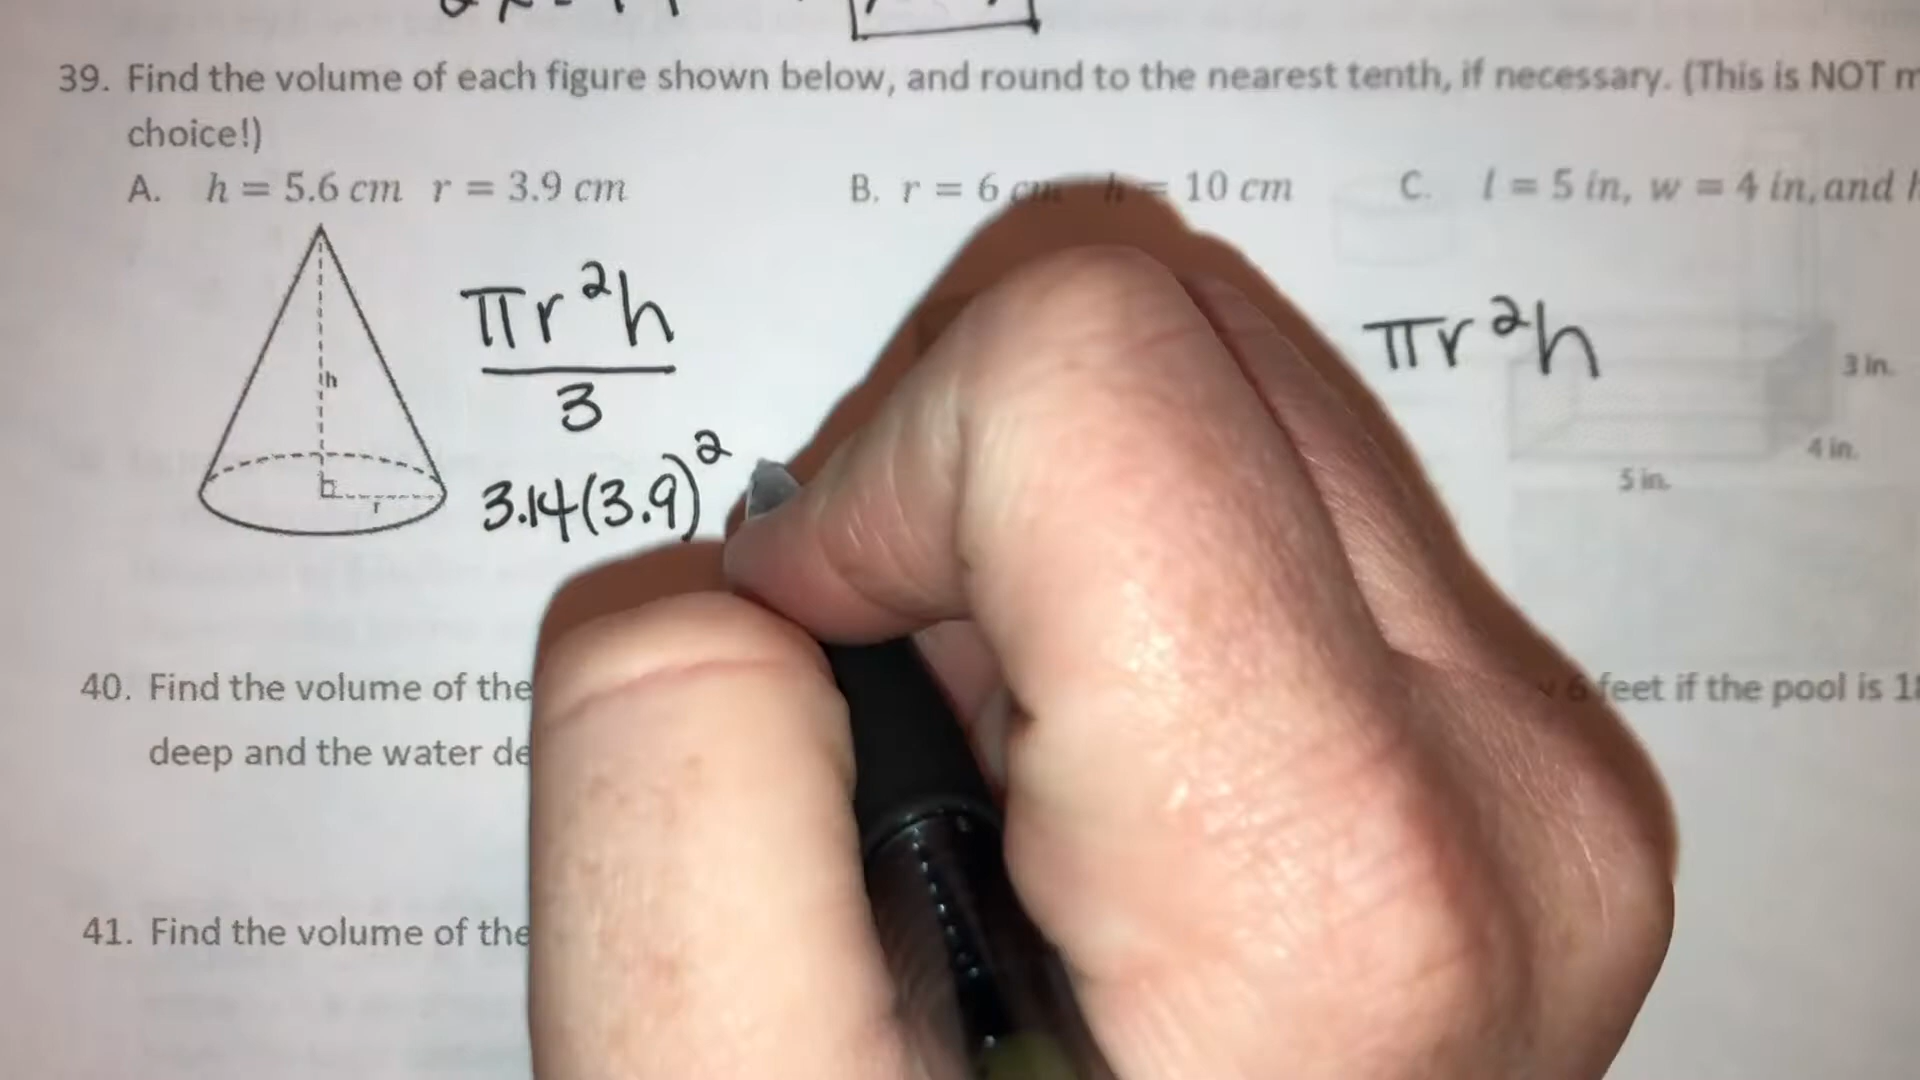 39. Find the volume of each figure shown below, and round to the nearest tenth, if necessary. (This is NOT
choice!)
A. h = 5.6 cm r = 3.9 cm B. r = 6 cm h = 10 cm C. l = 5 in, w = 4 in, and
πr²h
3
h
r
3.14(3.9)²
πr²h
3 in.
4 in.
5 in.
40. Find the volume of the 6 feet if the pool is
deep and the water
41. Find the volume of the